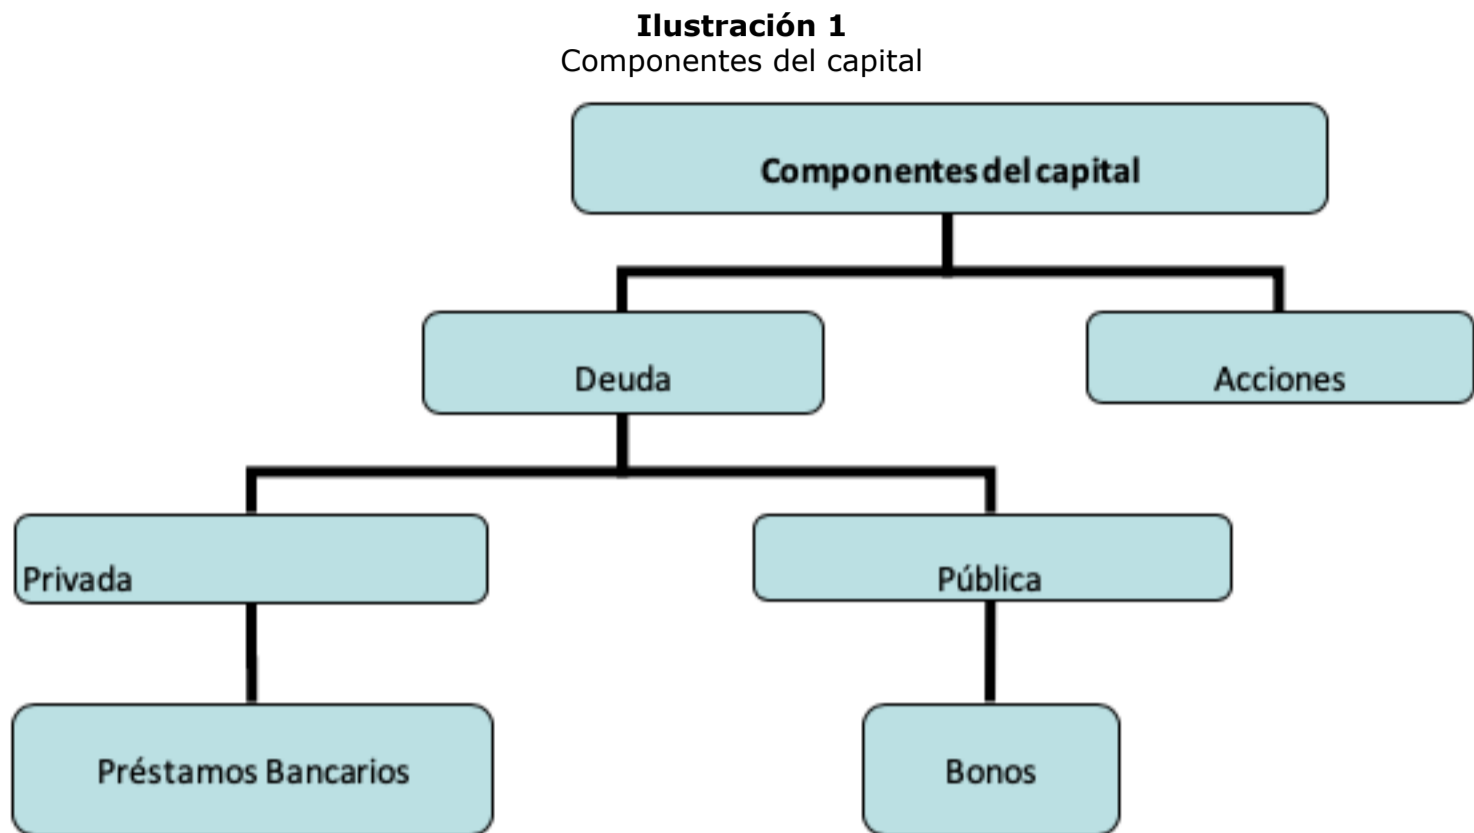 Ilustración 1
Componentes del capital
Componentes del capital
Deuda
Acciones
Privada
Pública
Préstamos Bancarios
Bonos